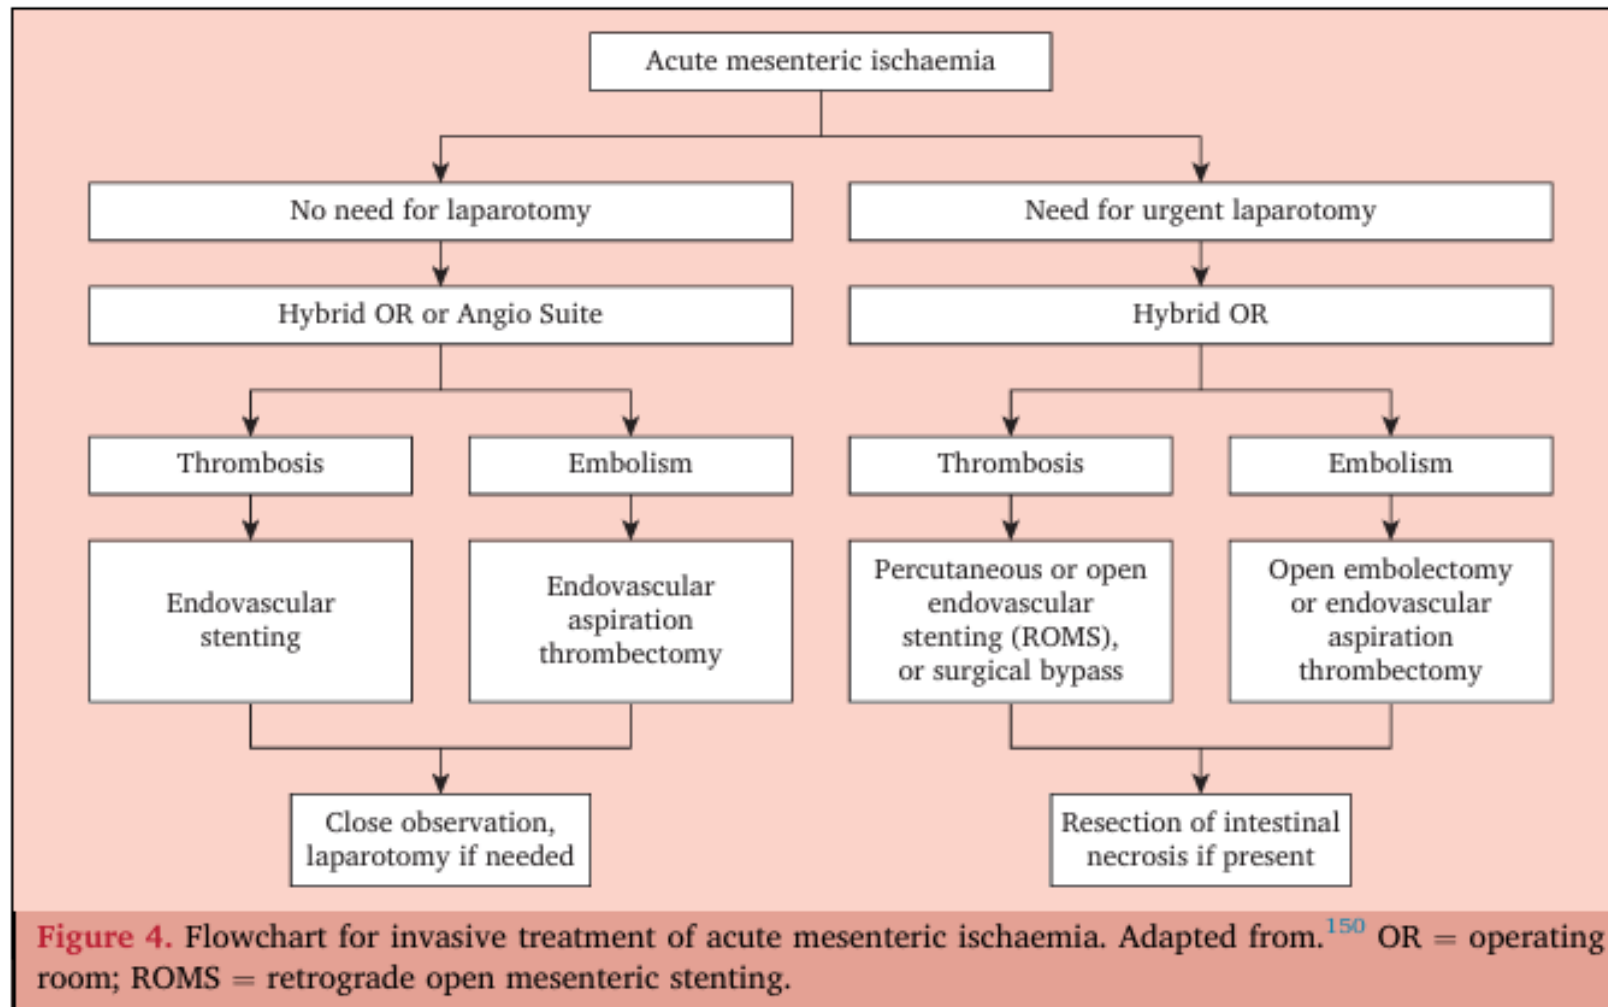 Acute mesenteric ischaemia
No need for laparotomy
Need for urgent laparotomy
Hybrid OR or Angio Suite
Hybrid OR
Thrombosis
Embolism
Thrombosis
Embolism
Endovascular
stenting
Endovascular
aspiration
thrombectomy
Percutaneous or open
endovascular
stenting (ROMS),
or surgical bypass
Open embolectomy
or endovascular
aspiration
thrombectomy
Close observation,
laparotomy if needed
Resection of intestinal
necrosis if present
Figure 4. Flowchart for invasive treatment of acute mesenteric ischaemia. Adapted from.150 OR = operating
room; ROMS = retrograde open mesenteric stenting.